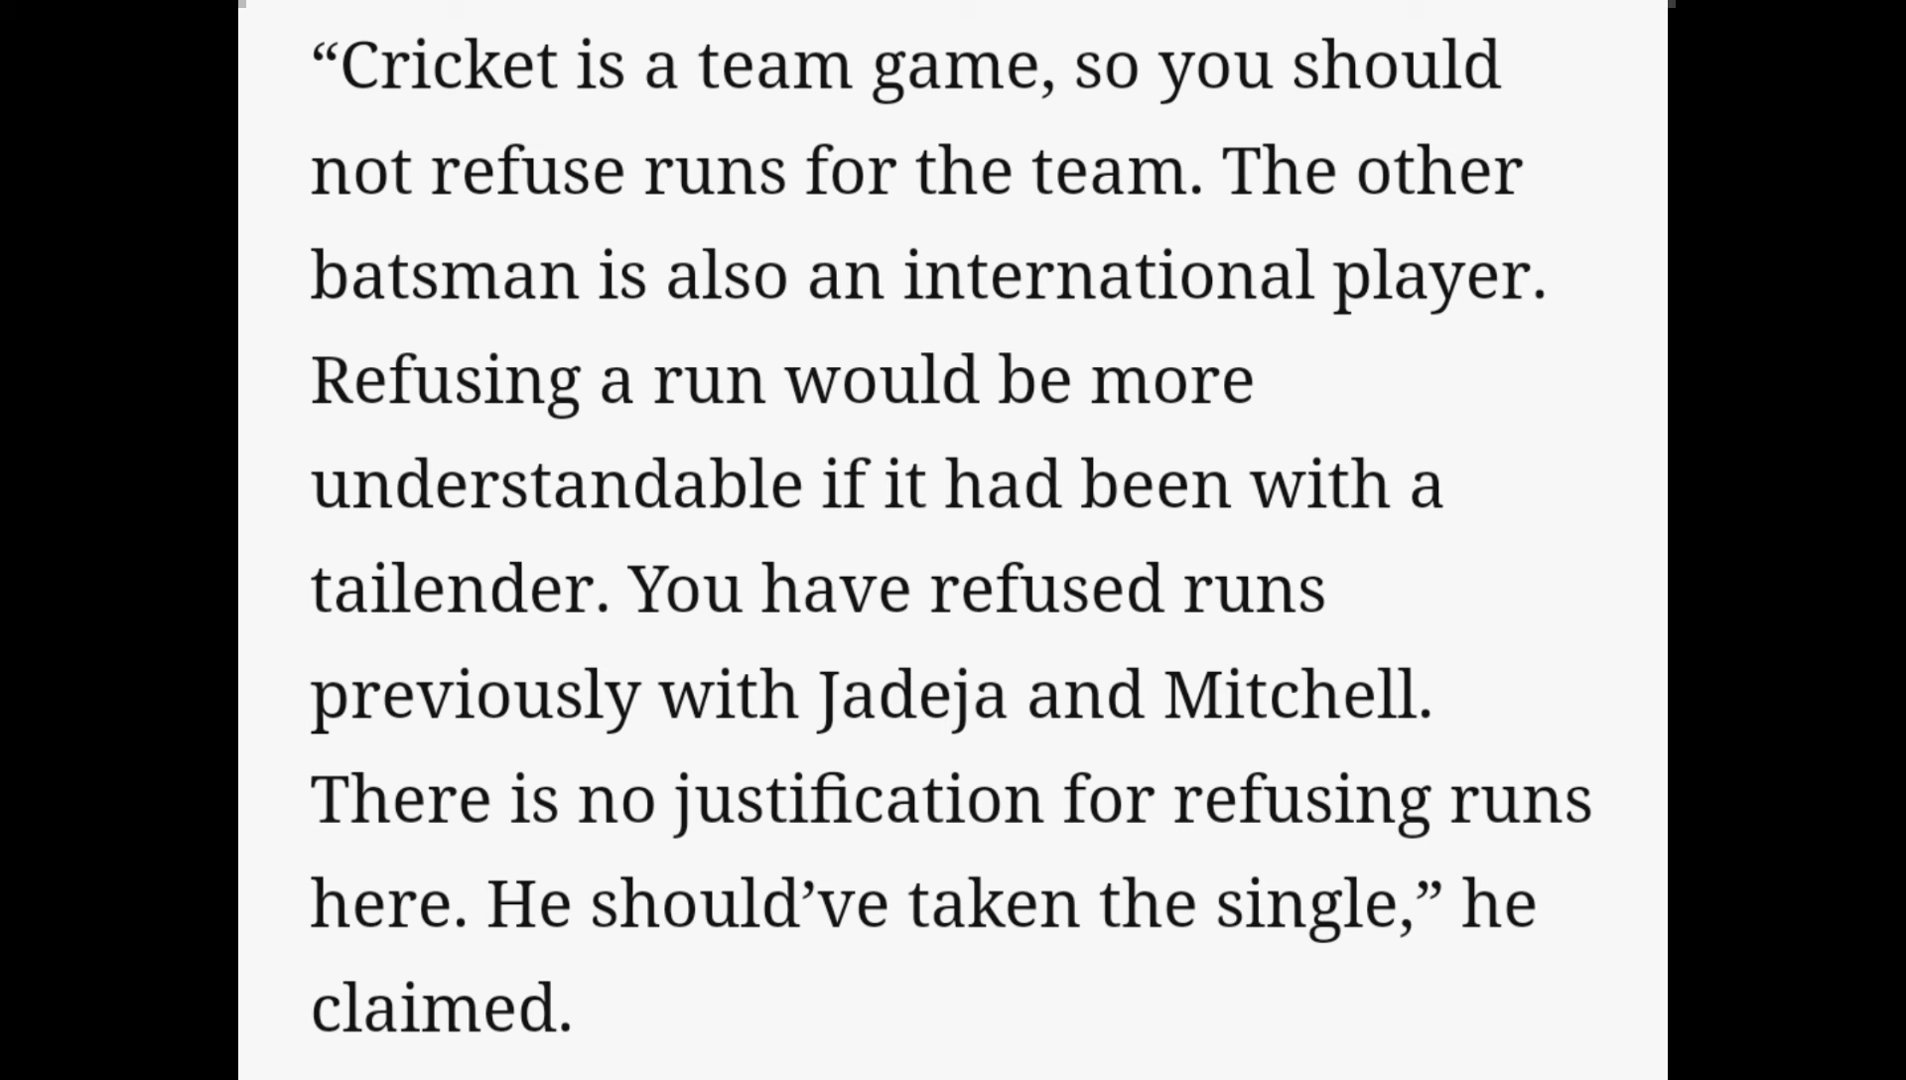 “Cricket is a team game, so you should
not refuse runs for the team. The other
batsman is also an international player.
Refusing a run would be more
understandable if it had been with a
tailender. You have refused runs
previously with Jadeja and Mitchell.
There is no justification for refusing runs
here. He should’ve taken the single,” he
claimed.